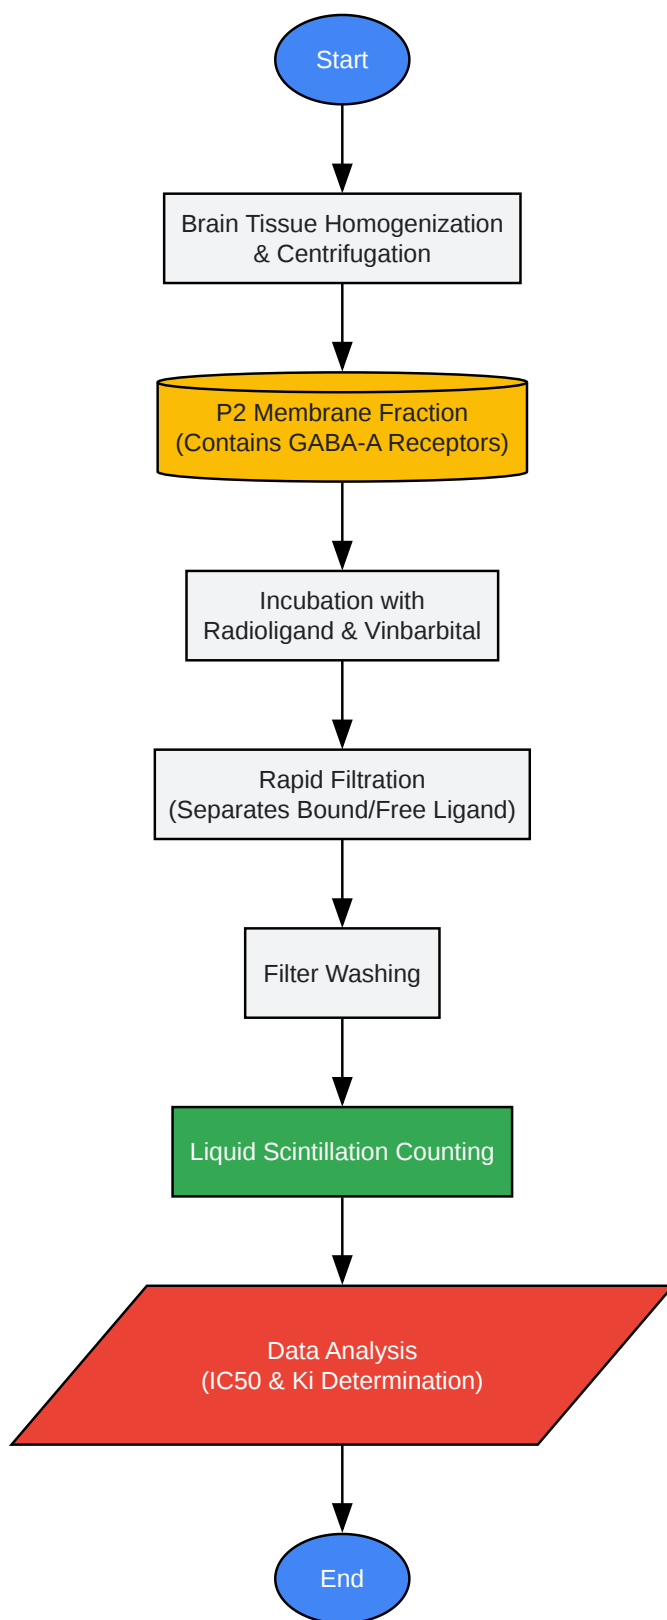 Start
Brain Tissue Homogenization
& Centrifugation
P2 Membrane Fraction
(Contains GABA-A Receptors)
Incubation with
Radioligand & Vinbarbital
Rapid Filtration
(Separates Bound/Free Ligand)
Filter Washing
Liquid Scintillation Counting
Data Analysis
(IC50 & Ki Determination)
End